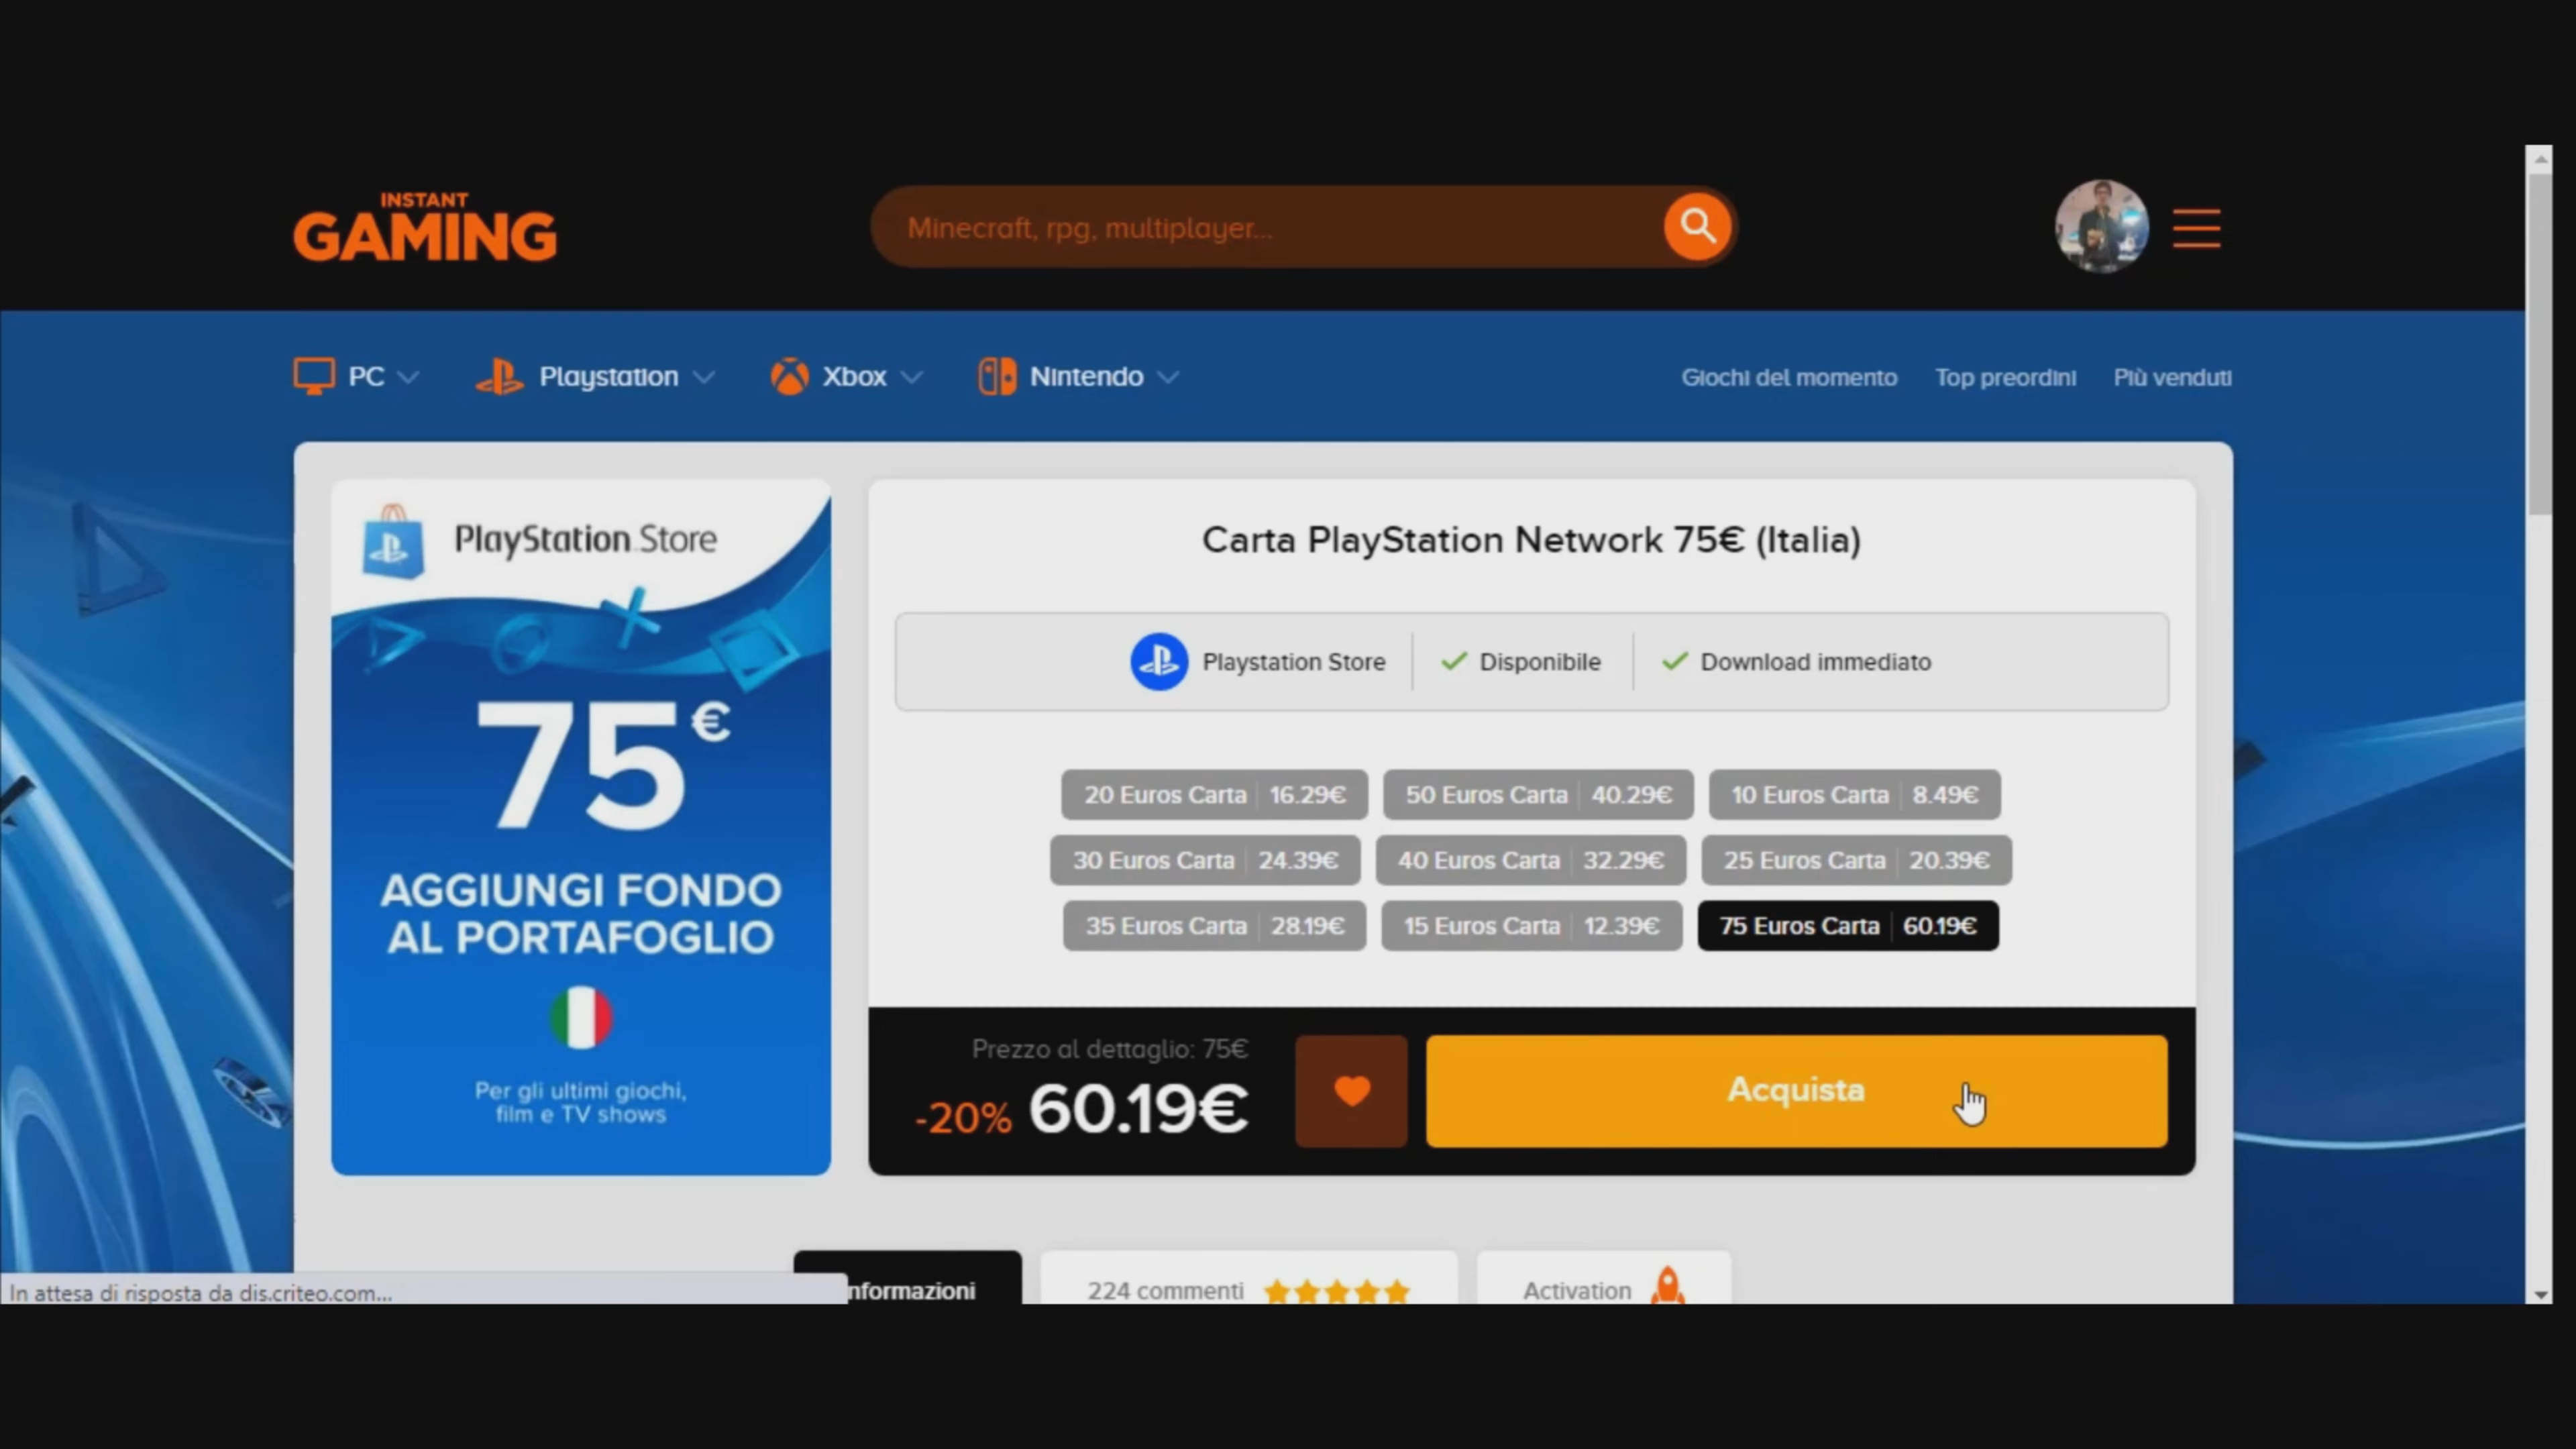 INSTANT
GAMING
Minecraft, rpg, multiplayer...
PC
Playstation
Xbox
Nintendo
Giochi del momento
Top preordini
Più venduti
PlayStation Store
75€
AGGIUNGI FONDO
AL PORTAFOGLIO
Per gli ultimi giochi,
film e TV shows
Carta PlayStation Network 75€ (Italia)
Playstation Store
Disponibile
Download immediato
20 Euros Carta 16.29€
50 Euros Carta 40.29€
10 Euros Carta 8.49€
30 Euros Carta 24.39€
40 Euros Carta 32.29€
25 Euros Carta 20.39€
35 Euros Carta 28.19€
15 Euros Carta 12.39€
75 Euros Carta 60.19€
Prezzo al dettaglio: 75€
-20% 60.19€
Acquista
nformazioni
224 commenti
Activation
In attesa di risposta da dis.criteo.com...